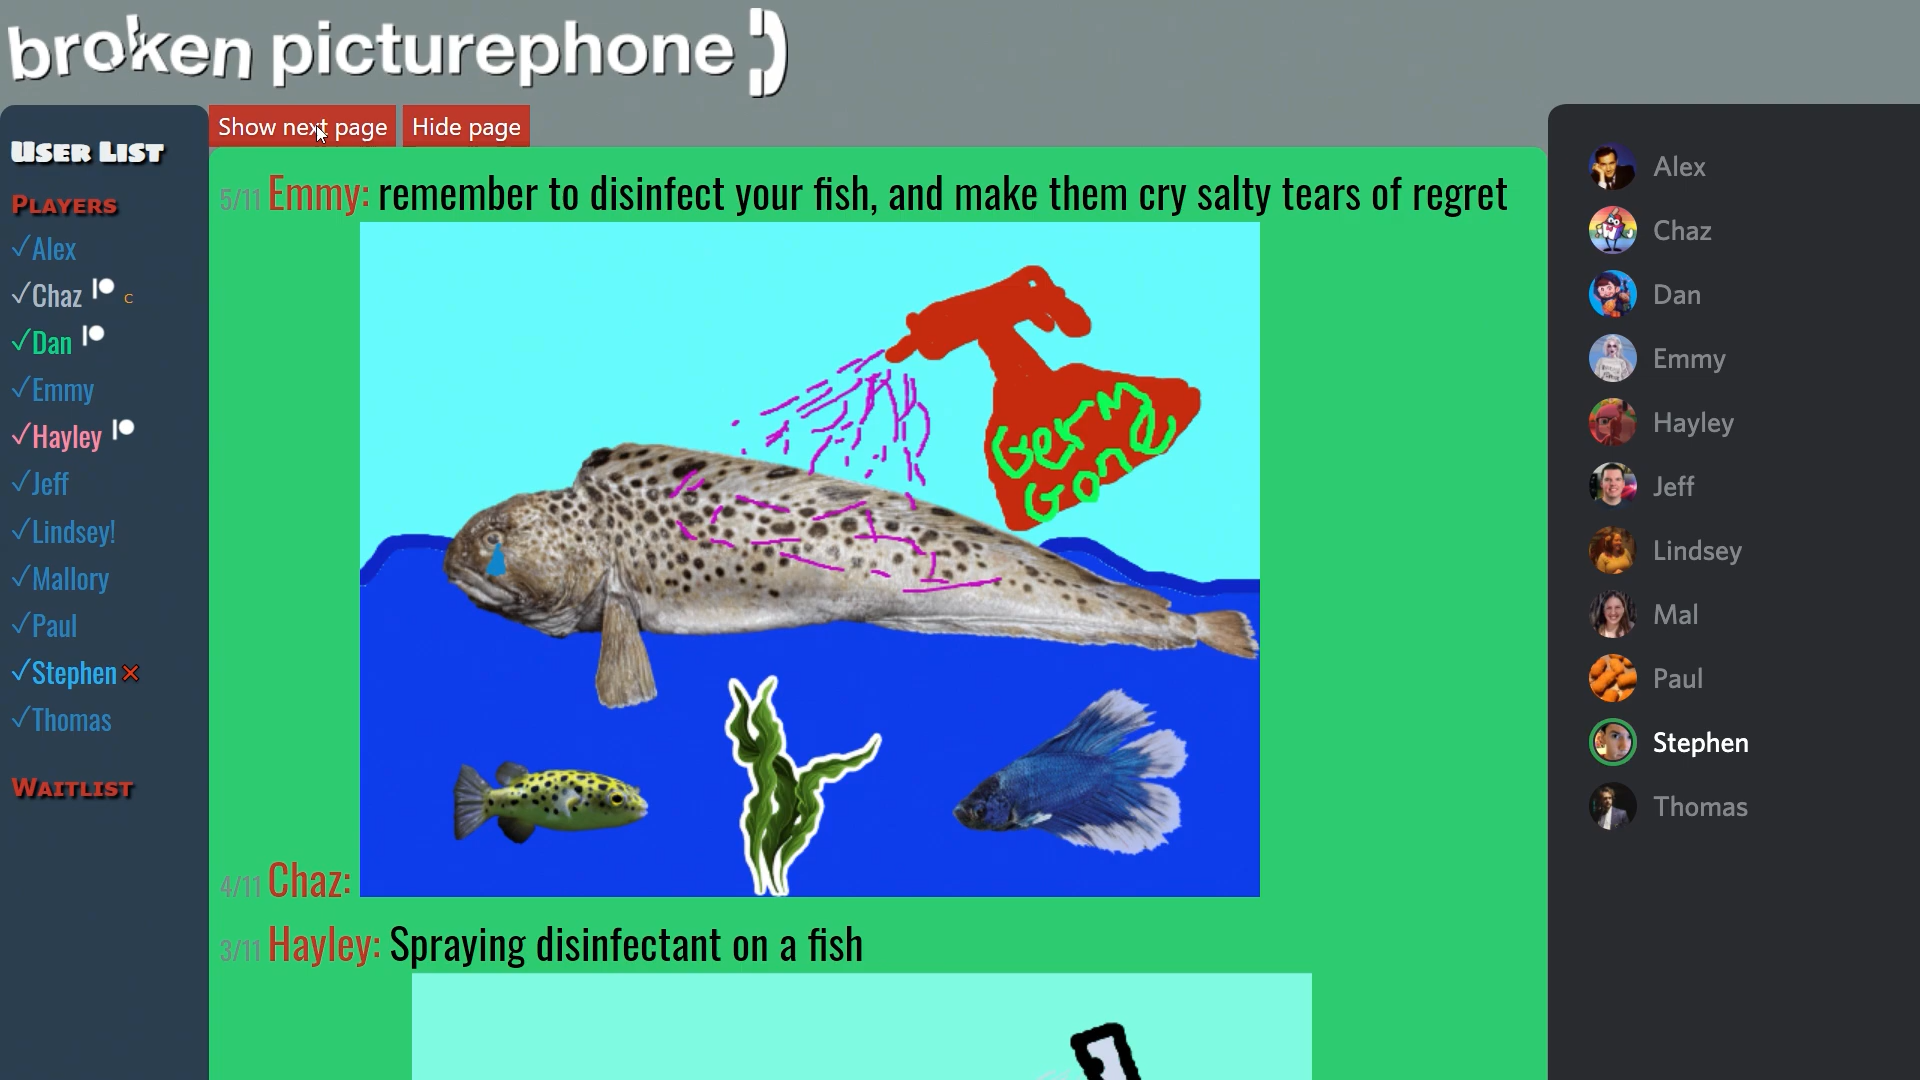 broken picturephone
Show next page
Hide page
User List
Players
✓Alex
✓Chaz C
✓Dan
✓Emmy
✓Hayley
✓Jeff
✓Lindsey!
✓Mallory
✓Paul
✓Stephen ✕
✓Thomas
Waitlist
5/11 Emmy: remember to disinfect your fish, and make them cry salty tears of regret
Germ
Gone
4/11 Chaz:
3/11 Hayley: Spraying disinfectant on a fish
Alex
Chaz
Dan
Emmy
Hayley
Jeff
Lindsey
Mal
Paul
Stephen
Thomas